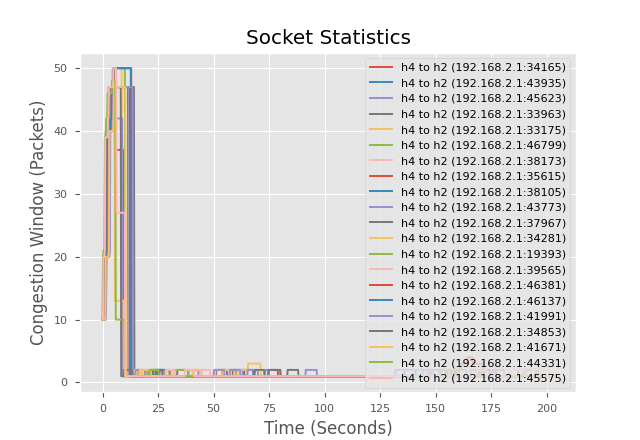 Socket Statistics
Congestion Window (Packets)
50
40
30
20
10
0
h4 to h2 (192.168.2.1:34165)
h4 to h2 (192.168.2.1:43935)
h4 to h2 (192.168.2.1:45623)
h4 to h2 (192.168.2.1:33963)
h4 to h2 (192.168.2.1:33175)
h4 to h2 (192.168.2.1:46799)
h4 to h2 (192.168.2.1:38173)
h4 to h2 (192.168.2.1:35615)
h4 to h2 (192.168.2.1:38105)
h4 to h2 (192.168.2.1:43773)
h4 to h2 (192.168.2.1:37967)
h4 to h2 (192.168.2.1:34281)
h4 to h2 (192.168.2.1:19393)
h4 to h2 (192.168.2.1:39565)
h4 to h2 (192.168.2.1:46381)
h4 to h2 (192.168.2.1:46137)
h4 to h2 (192.168.2.1:41991)
h4 to h2 (192.168.2.1:34853)
h4 to h2 (192.168.2.1:41671)
h4 to h2 (192.168.2.1:44331)
h4 to h2 (192.168.2.1:45575)
0 25 50 75 100 125 150 175 200
Time (Seconds)